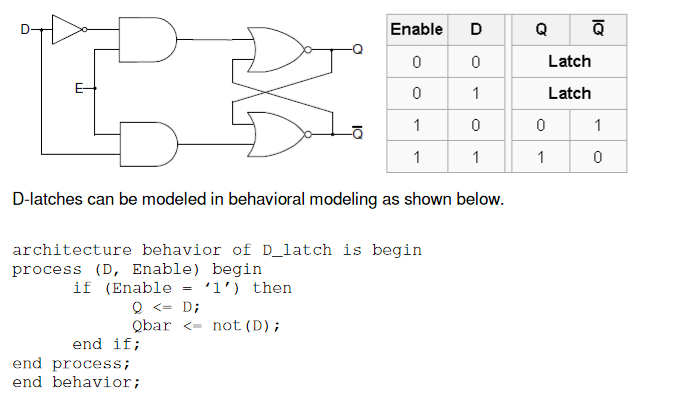 D
E
Q
Q̅
Enable D Q Q̅
0 0 Latch
0 1 Latch
1 0 0 1
1 1 1 0
D-latches can be modeled in behavioral modeling as shown below.
architecture behavior of D_latch is begin
process (D, Enable) begin
if (Enable = ‘1’) then
Q <= D;
Qbar <= not(D);
end if;
end process;
end behavior;